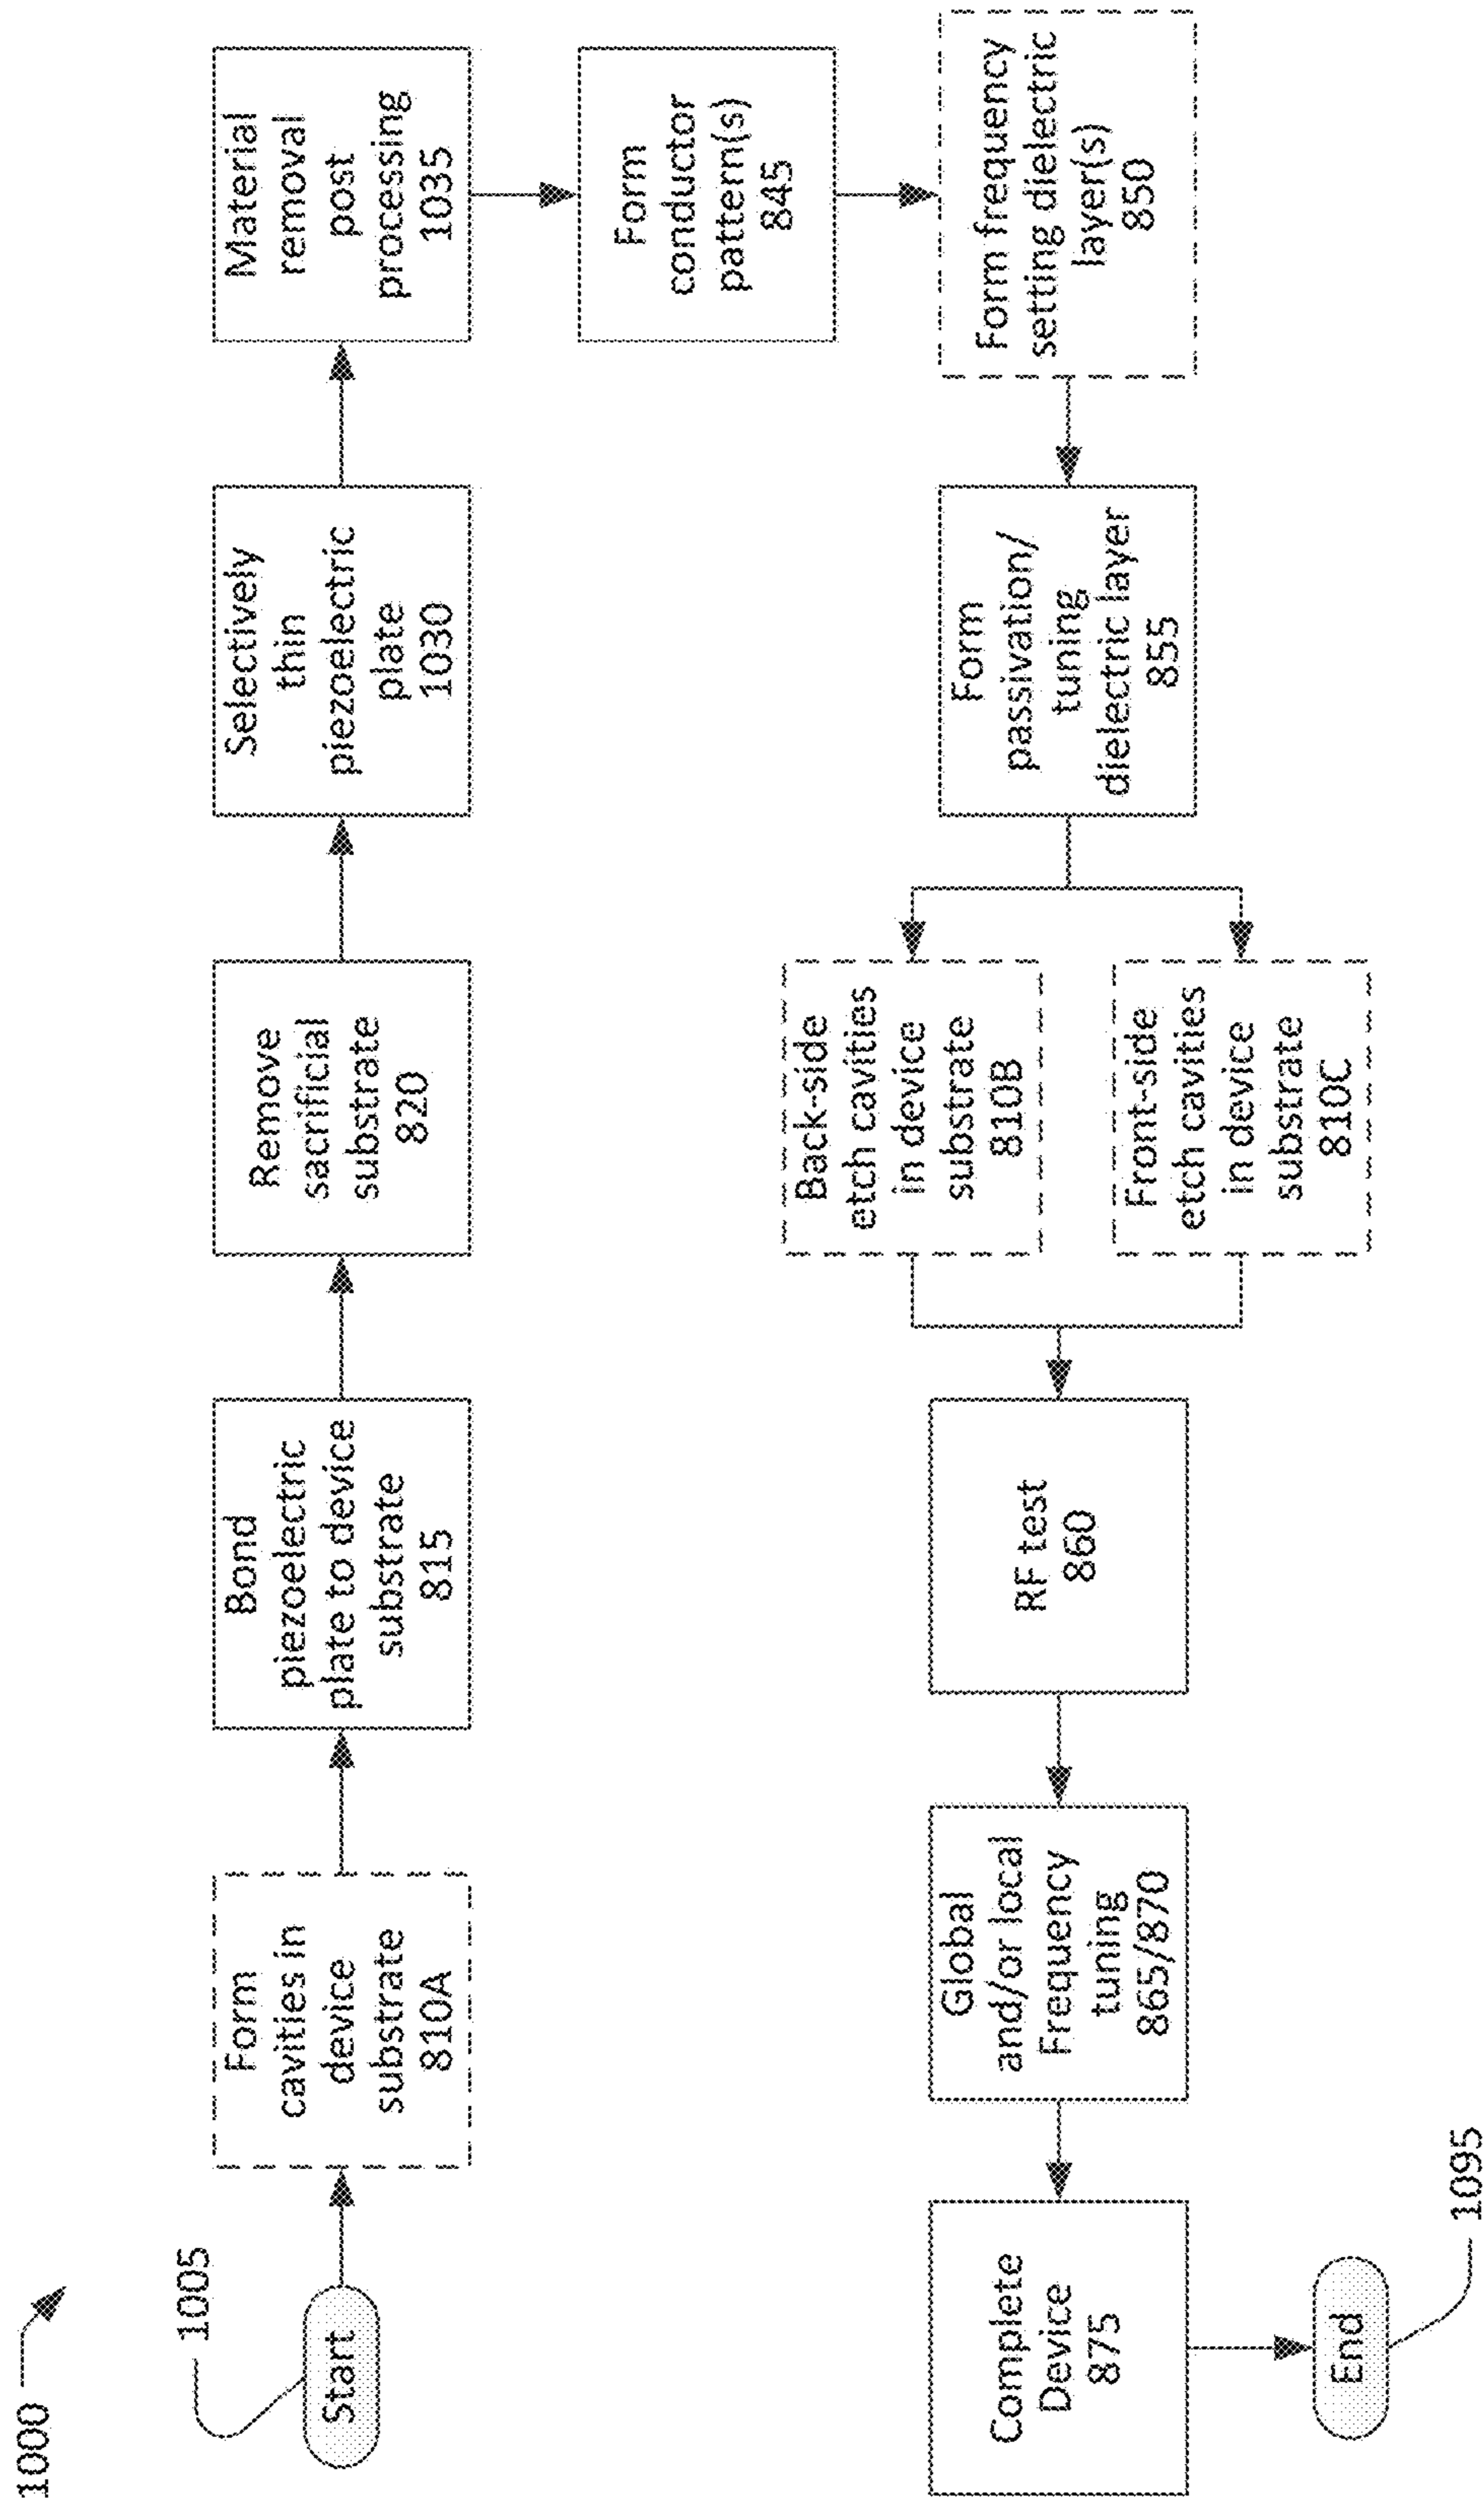 1000
1005
Start
Form
cavities in
device
substrate
810A
Bond
piezoelectric
plate to device
substrate
815
Remove
sacrificial
substrate
820
Selectively
thin
piezoelectric
plate
1030
Material
removal
post
processing
1035
Form
conductor
pattern(s)
845
Form frequency
setting dielectric
layer(s)
850
Form
passivation/
tuning
dielectric layer
855
Back-side
etch cavities
in device
substrate
810B
Front-side
etch cavities
in device
substrate
810C
RF test
860
Global
and/or local
Frequency
tuning
865/870
Complete
Device
875
End
1095